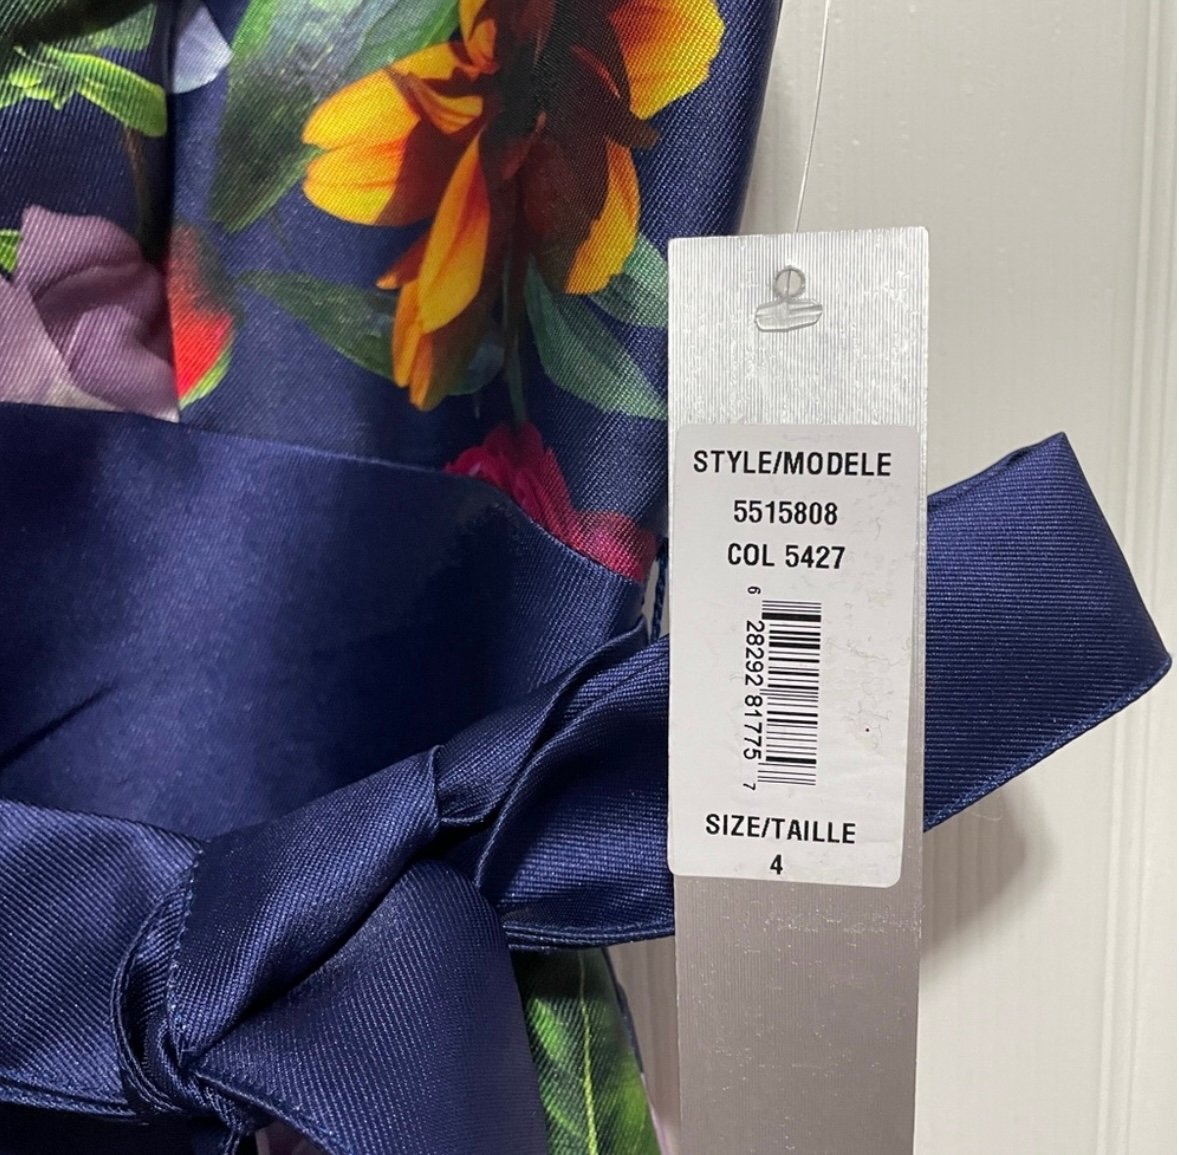 STYLE/MODELE
5515808
COL 5427
6 28292 81775 7
SIZE/TAILLE
4